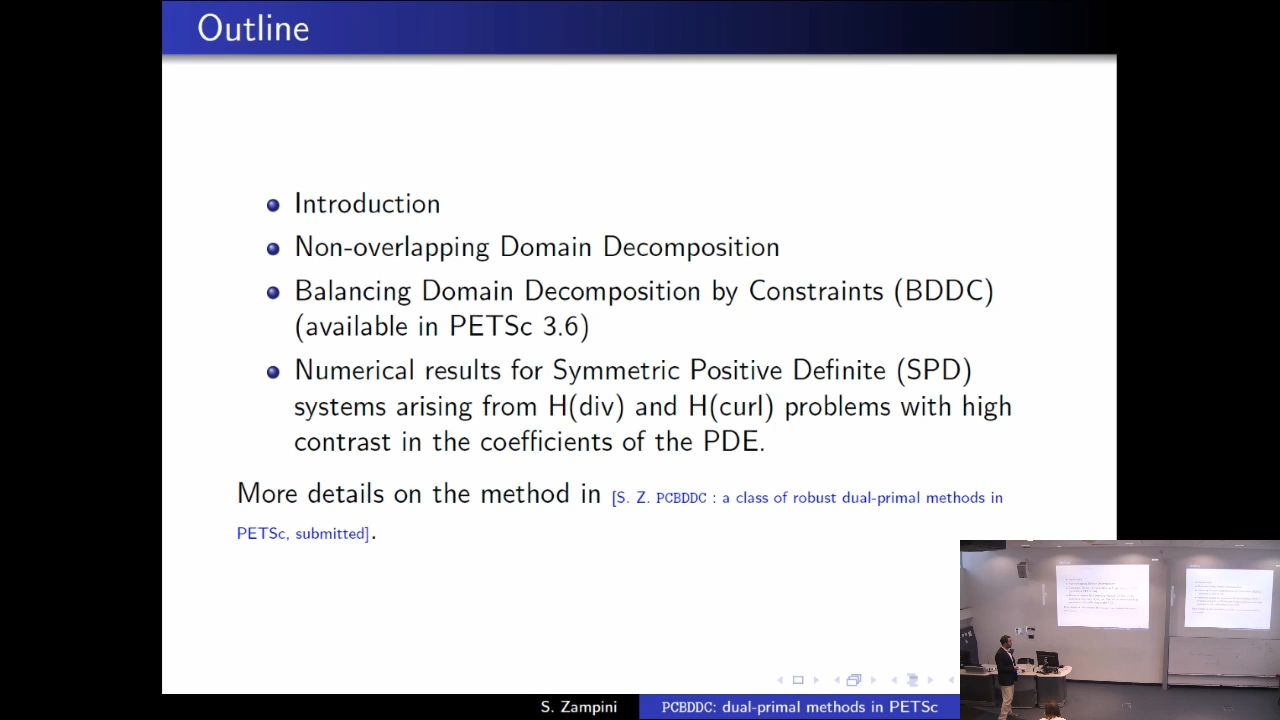 Outline
Introduction
Non-overlapping Domain Decomposition
Balancing Domain Decomposition by Constraints (BDDC)
(available in PETSc 3.6)
Numerical results for Symmetric Positive Definite (SPD)
systems arising from H(div) and H(curl) problems with high
contrast in the coefficients of the PDE.
More details on the method in [S. Z. PCBDDC : a class of robust dual-primal methods in
PETSc, submitted].
S. Zampini PCBDDC: dual-primal methods in PETSc